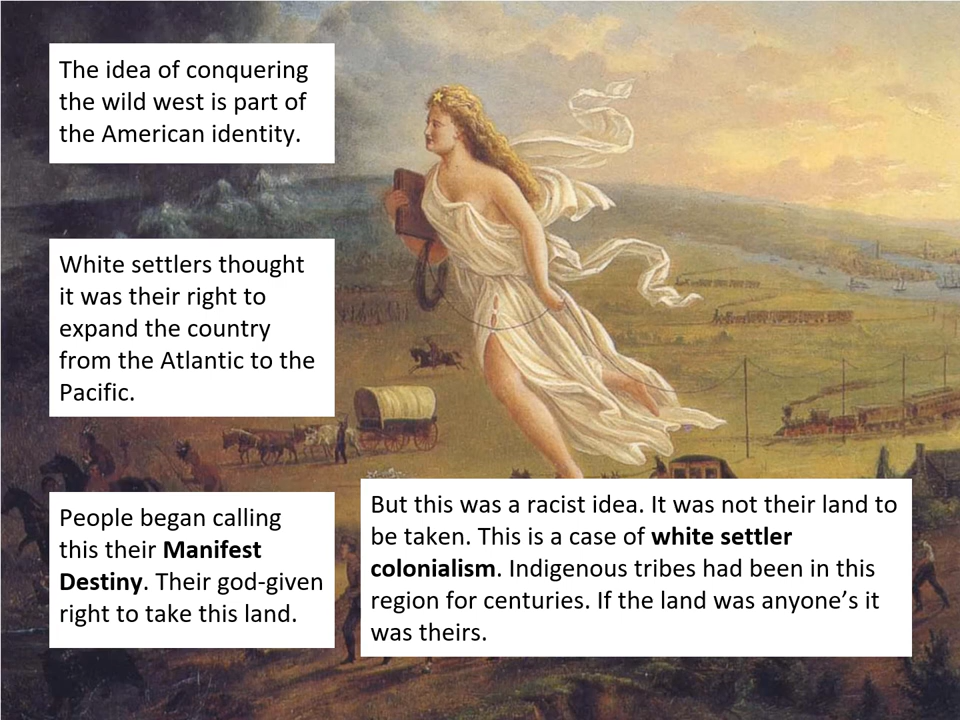 The idea of conquering
the wild west is part of
the American identity.
White settlers thought
it was their right to
expand the country
from the Atlantic to the
Pacific.
People began calling
this their Manifest
Destiny. Their god-given
right to take this land.
But this was a racist idea. It was not their land to
be taken. This is a case of white settler
colonialism. Indigenous tribes had been in this
region for centuries. If the land was anyone’s it
was theirs.